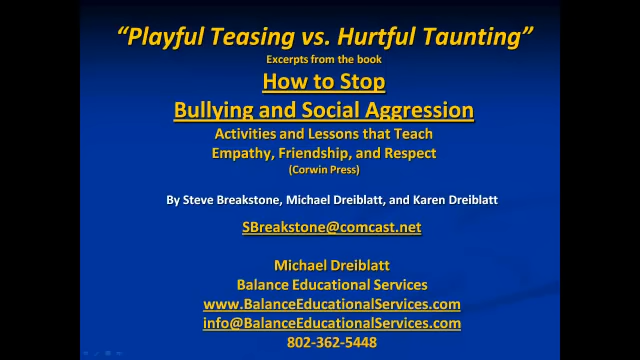 “Playful Teasing vs. Hurtful Taunting”
Excerpts from the book
How to Stop
Bullying and Social Aggression
Activities and Lessons that Teach
Empathy, Friendship, and Respect
(Corwin Press)
By Steve Breakstone, Michael Dreiblatt, and Karen Dreiblatt
SBreakstone@comcast.net
Michael Dreiblatt
Balance Educational Services
www.BalanceEducationalServices.com
info@BalanceEducationalServices.com
802-362-5448